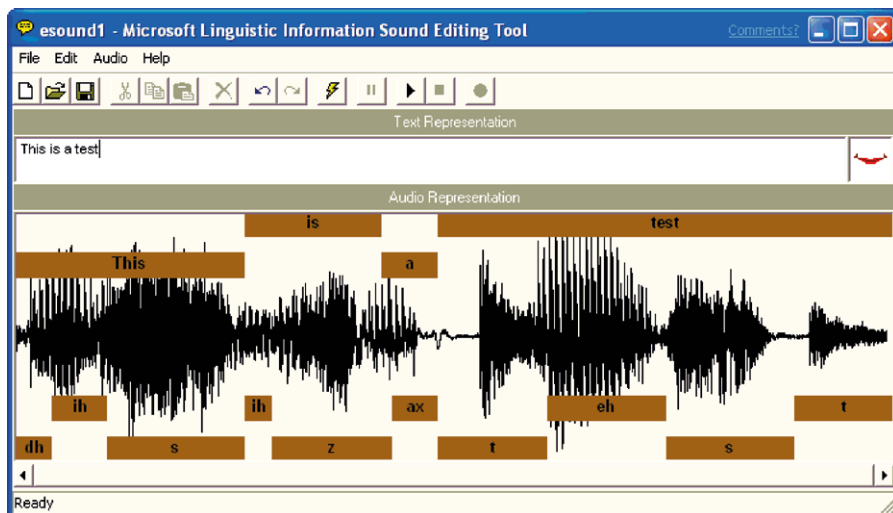 esound1 - Microsoft Linguistic Information Sound Editing Tool Comments?
File Edit Audio Help
Text Representation
This is a test
Audio Representation
is test
This a
ih ih ax eh t
dh s z t s
Ready